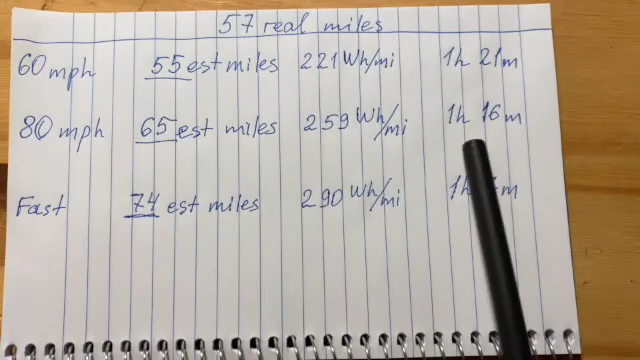 57 real miles
60 mph 55 est miles 221 Wh/mi 1h 21m
80 mph 65 est miles 259 Wh/mi 1h 16m
Fast 74 est miles 290 Wh/mi 1h m